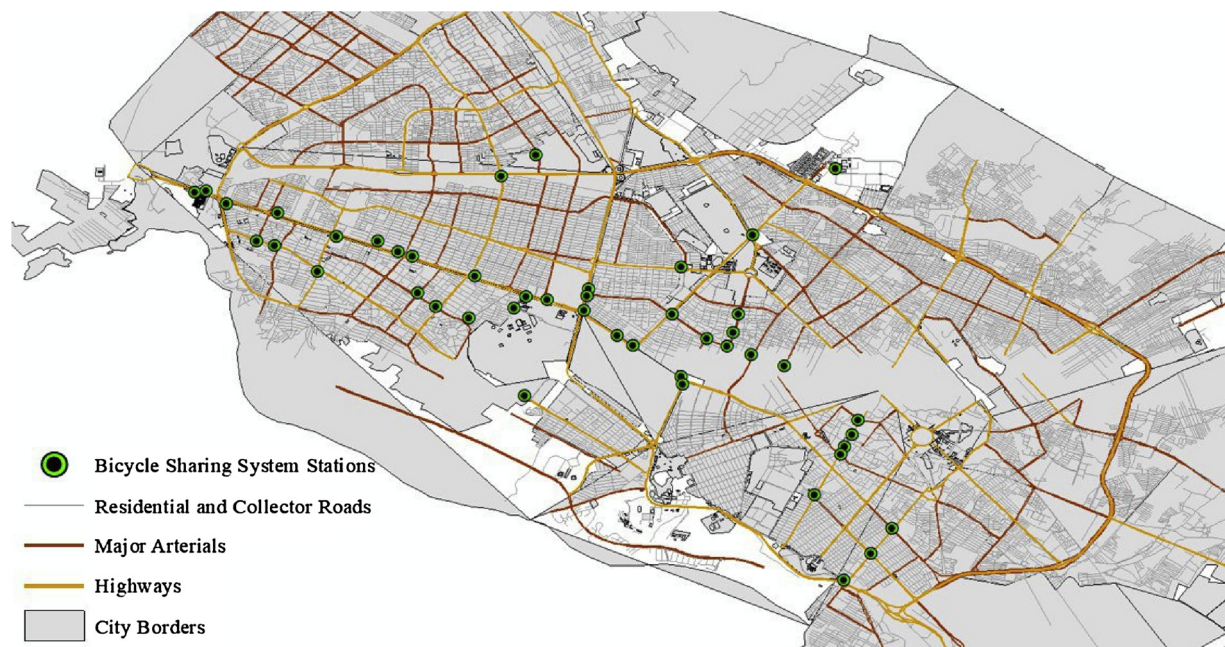 Bicycle Sharing System Stations
Residential and Collector Roads
Major Arterials
Highways
City Borders